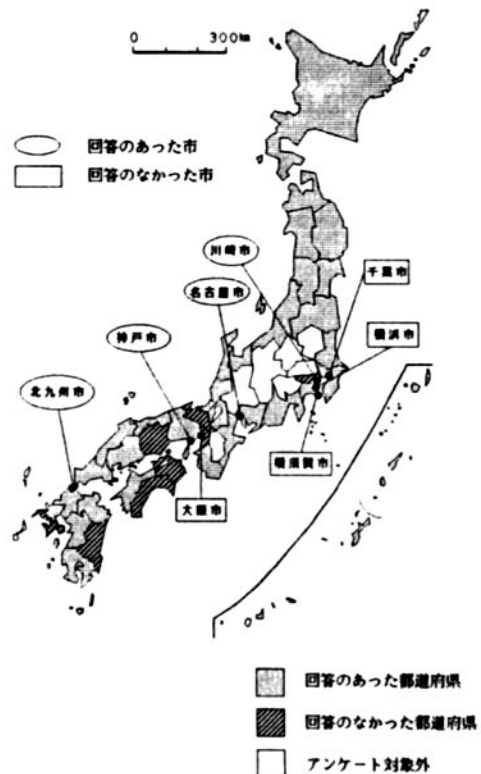 0 300km
回答のあった市
回答のなかった市
川崎市
千葉市
名古屋市
横浜市
神戸市
北九州市
横須賀市
大阪市
回答のあった都道府県
回答のなかった都道府県
アンケート対象外